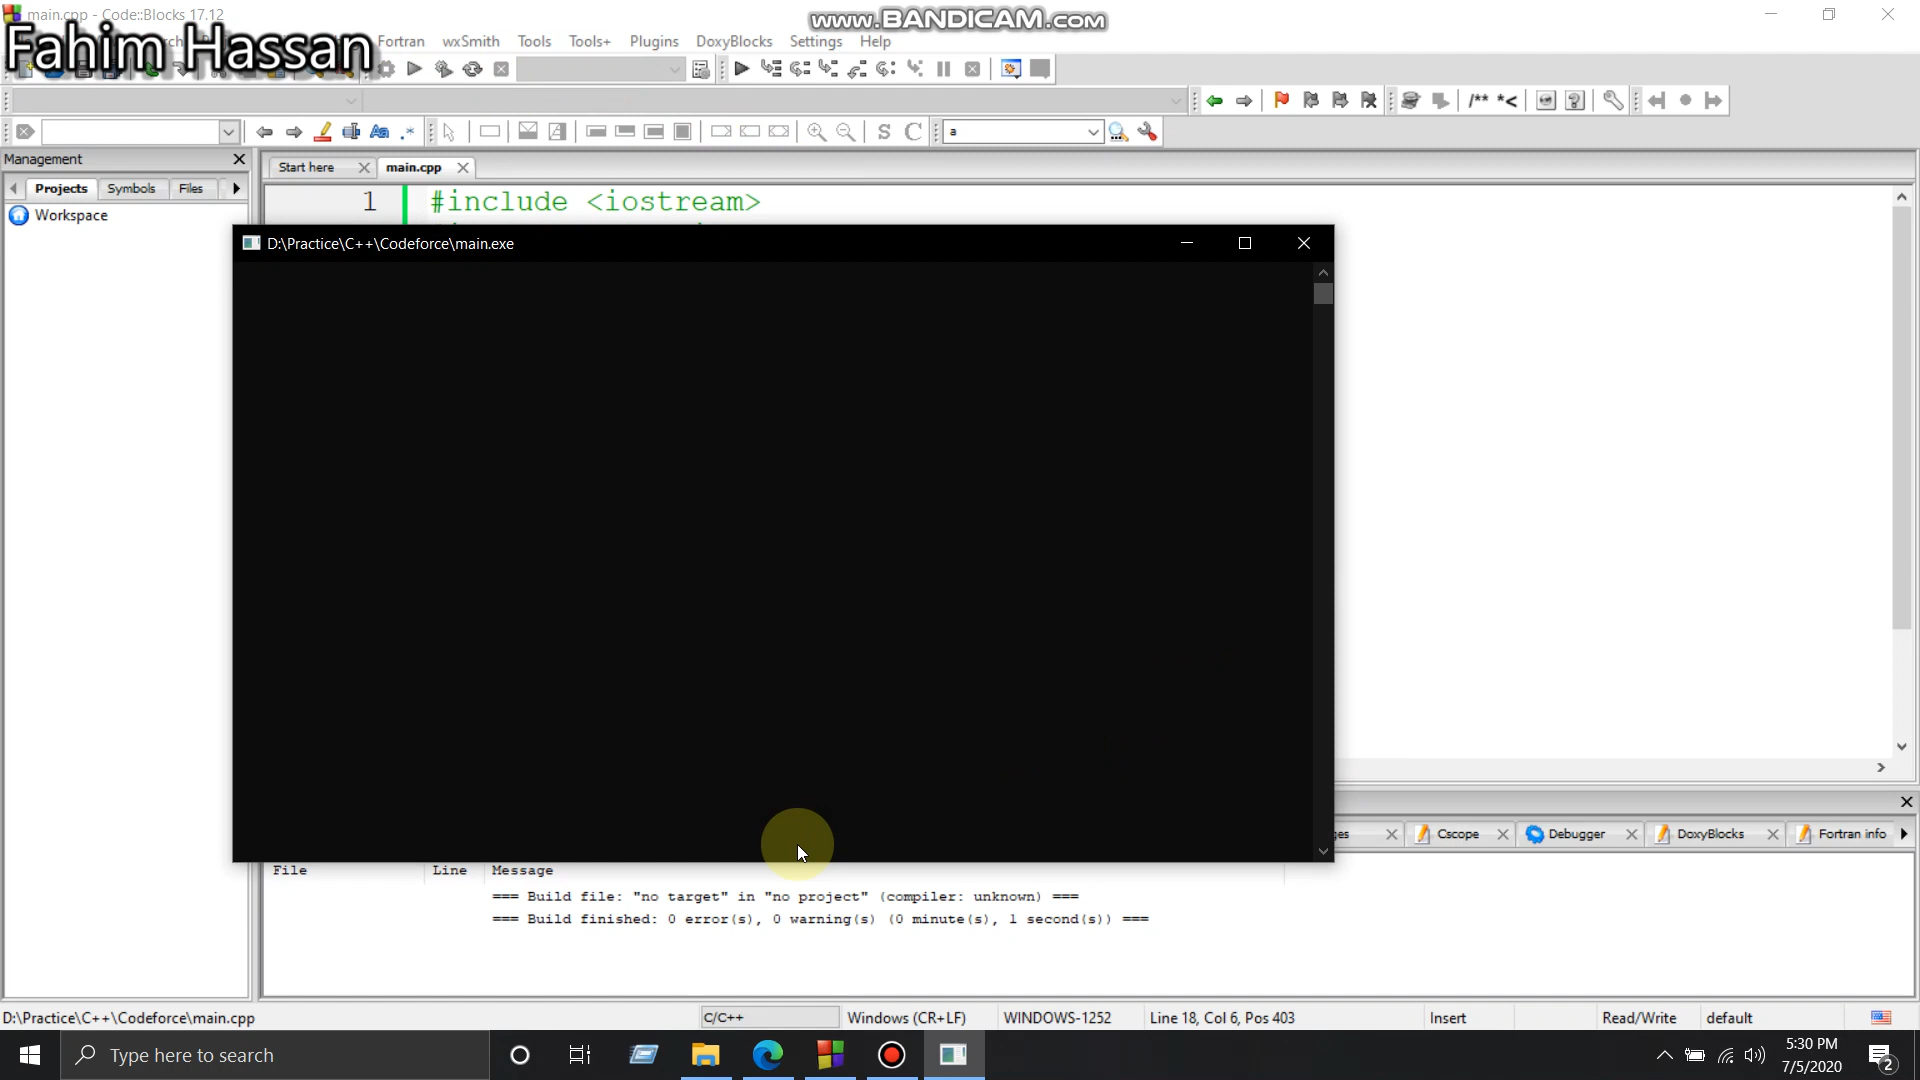 main.cpp - Code::Blocks 17.12
www.BANDICAM.com
Fahim Hassan
Fortran wxSmith Tools Tools+ Plugins DoxyBlocks Settings Help
/** *<
Aa .* S C a
Management
Start here main.cpp
Projects Symbols Files
1 #include <iostream>
Workspace
D:\Practice\C++\Codeforce\main.exe
Cscope Debugger DoxyBlocks Fortran info
File Line Message
=== Build file: "no target" in "no project" (compiler: unknown) ===
=== Build finished: 0 error(s), 0 warning(s) (0 minute(s), 1 second(s)) ===
D:\Practice\C++\Codeforce\main.cpp C/C++ Windows (CR+LF) WINDOWS-1252 Line 18, Col 6, Pos 403 Insert Read/Write default
Type here to search
5:30 PM
7/5/2020
2